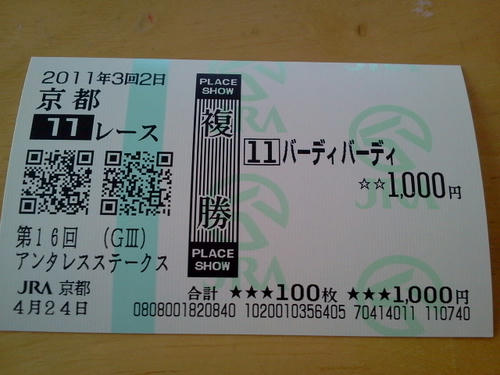 2011年3回2日
京都
11レース
第16回 (GⅢ)
アンタレスステークス
JRA 京都
4月24日
PLACE
SHOW
複
勝
PLACE
SHOW
11 バーディバーディ
☆☆1,000円
合計 ★★★100枚 ★★★1,000円
0808001820840 1020010356405 70414011 110740
JRA
JRA
JRA